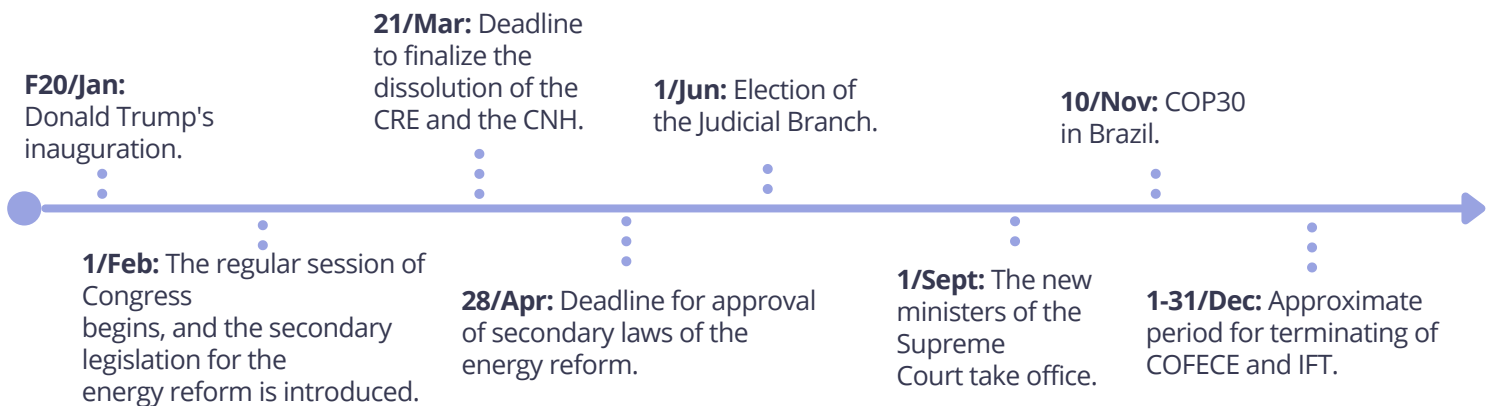 F20/Jan:
Donald Trump's
inauguration.
1/Feb: The regular session of
Congress
begins, and the secondary
legislation for the
energy reform is introduced.
21/Mar: Deadline
to finalize the
dissolution of the
CRE and the CNH.
28/Apr: Deadline for approval
of secondary laws of the
energy reform.
1/Jun: Election of
the Judicial Branch.
1/Sept: The new
ministers of the
Supreme
Court take office.
10/Nov: COP30
in Brazil.
1-31/Dec: Approximate
period for terminating of
COFECE and IFT.